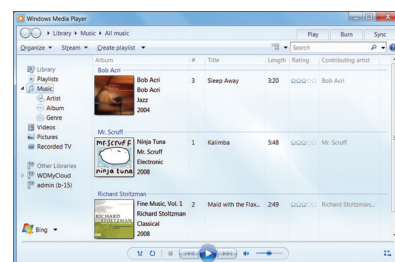 Windows Media Player
Library ▸ Music ▸ All music
Play Burn Sync
Organize Stream Create playlist Search
Album # Title Length Rating Contributing artist
Library
Playlists
Music
Artist
Album
Genre
Videos
Pictures
Recorded TV
Other Libraries
WDMyCloud
admin (b-15)
Bing
Bob Acri
Bob Acri 3 Sleep Away 3:20 Bob Acri
Bob Acri
Jazz
2004
Mr. Scruff
MR.SCRUFF
ninja tuna
Ninja Tuna 1 Kalimba 5:48 Mr. Scruff
Mr. Scruff
Electronic
2008
Richard Stoltzman
RICHARD
STOLTZMAN
Fine Music, Vol. 1 2 Maid with the Flax... 2:49 Richard Stoltzman...
Richard Stoltzman
Classical
2008